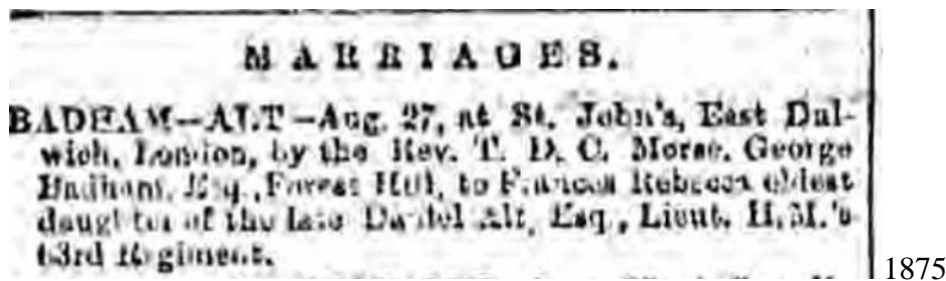 MARRIAGES.
BADHAM—ALT—Aug. 27, at St. John's, East Dul-
wich, London, by the Rev. T. D. C. Morse, George
Badham, Esq., Forest Hill, to Frances Rebecca eldest
daughter of the late Daniel Alt, Esq., Lieut. H.M.'s
63rd Regiment.
1875